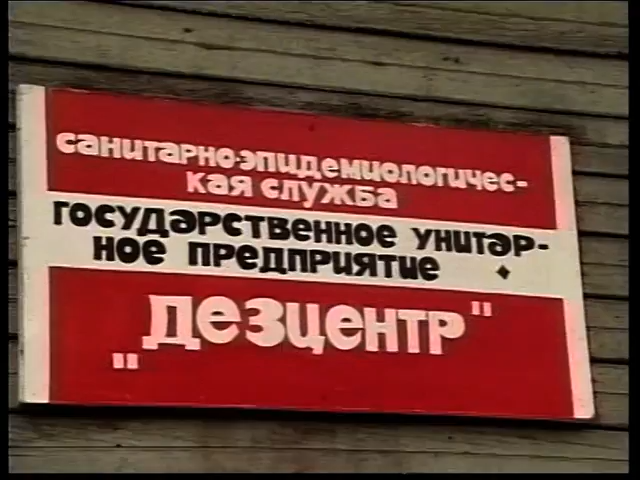 санитарно-эпидемиологичес-
кая служба
государственное унитар-
ное предприятие
"Дезцентр"